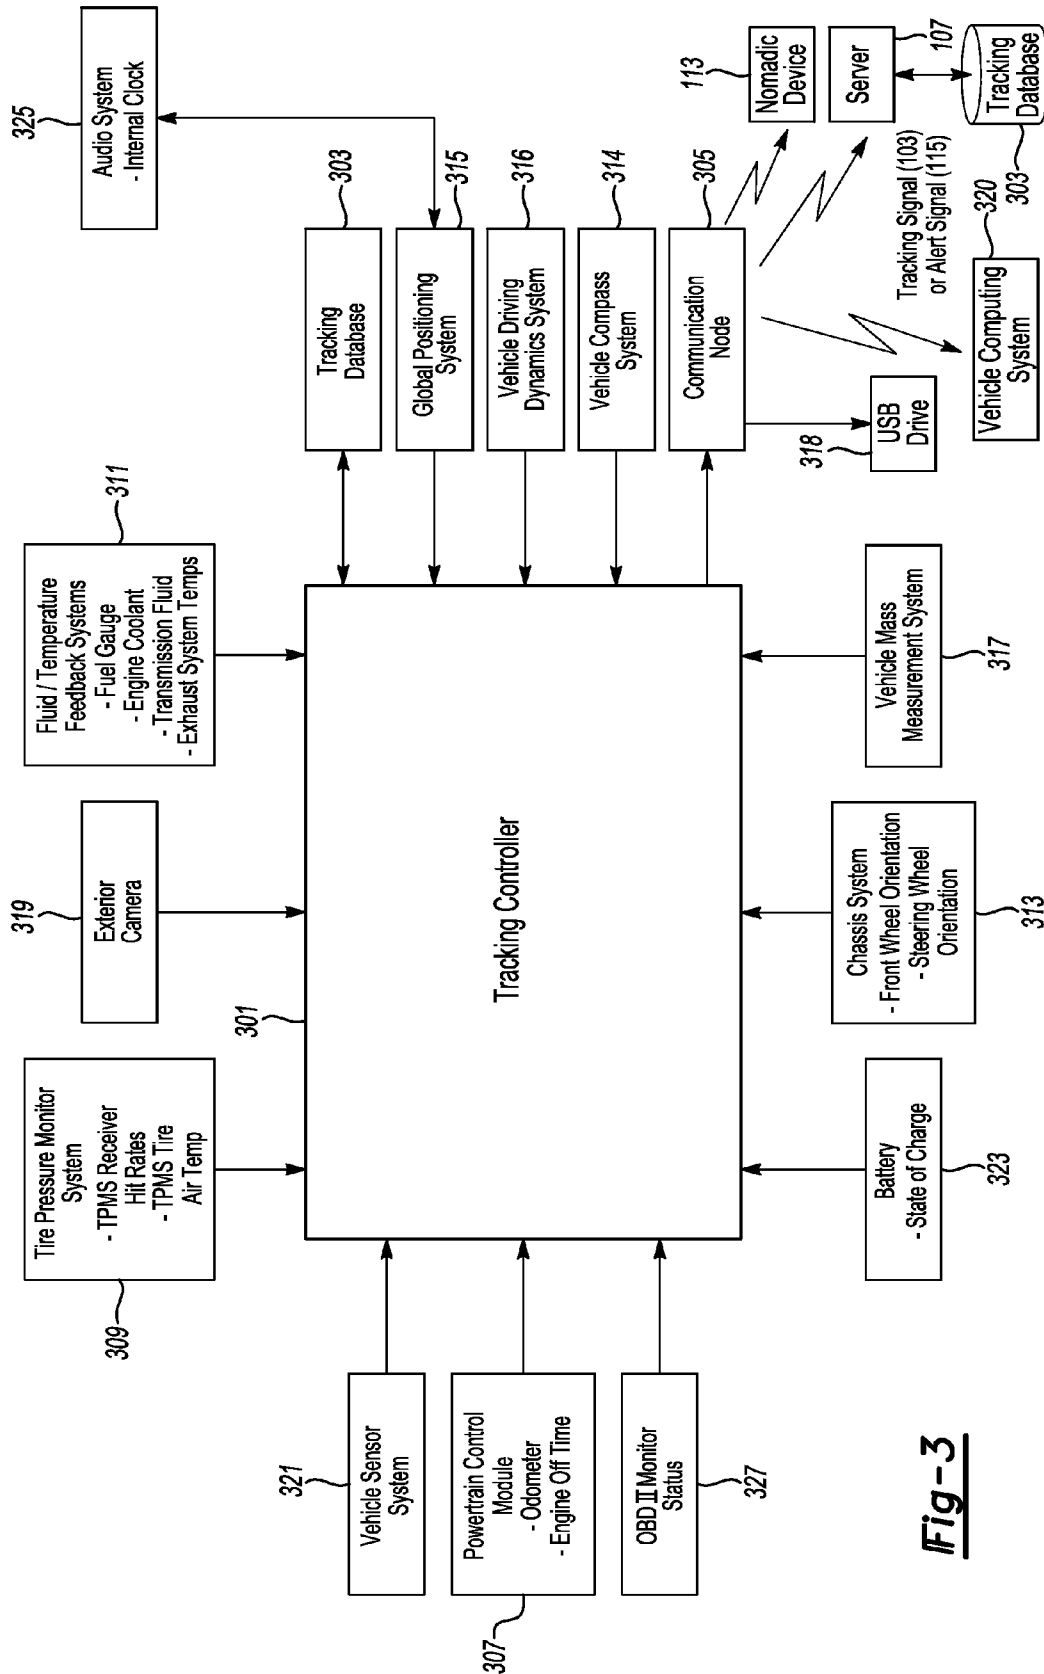 325
Audio System
- Internal Clock
Tire Pressure Monitor
System
- TPMS Receiver
Hit Rates
- TPMS Tire
Air Temp
309
Exterior
Camera
319
Fluid / Temperature
Feedback Systems
- Fuel Gauge
- Engine Coolant
- Transmission Fluid
- Exhaust System Temps
311
Vehicle Sensor
System
321
Powertrain Control
Module
- Odometer
- Engine Off Time
307
OBD II Monitor
Status
327
301
Tracking Controller
Tracking
Database
303
Global Positioning
System
315
Vehicle Driving
Dynamics System
316
Vehicle Compass
System
314
Communication
Node
305
Nomadic
Device
113
Server
107
Tracking
Database
303
Tracking Signal (103)
or Alert Signal (115)
320
Vehicle Computing
System
USB
Drive
318
Battery
- State of Charge
323
Chassis System
- Front Wheel Orientation
- Steering Wheel
Orientation
313
Vehicle Mass
Measurement System
317
Fig-3